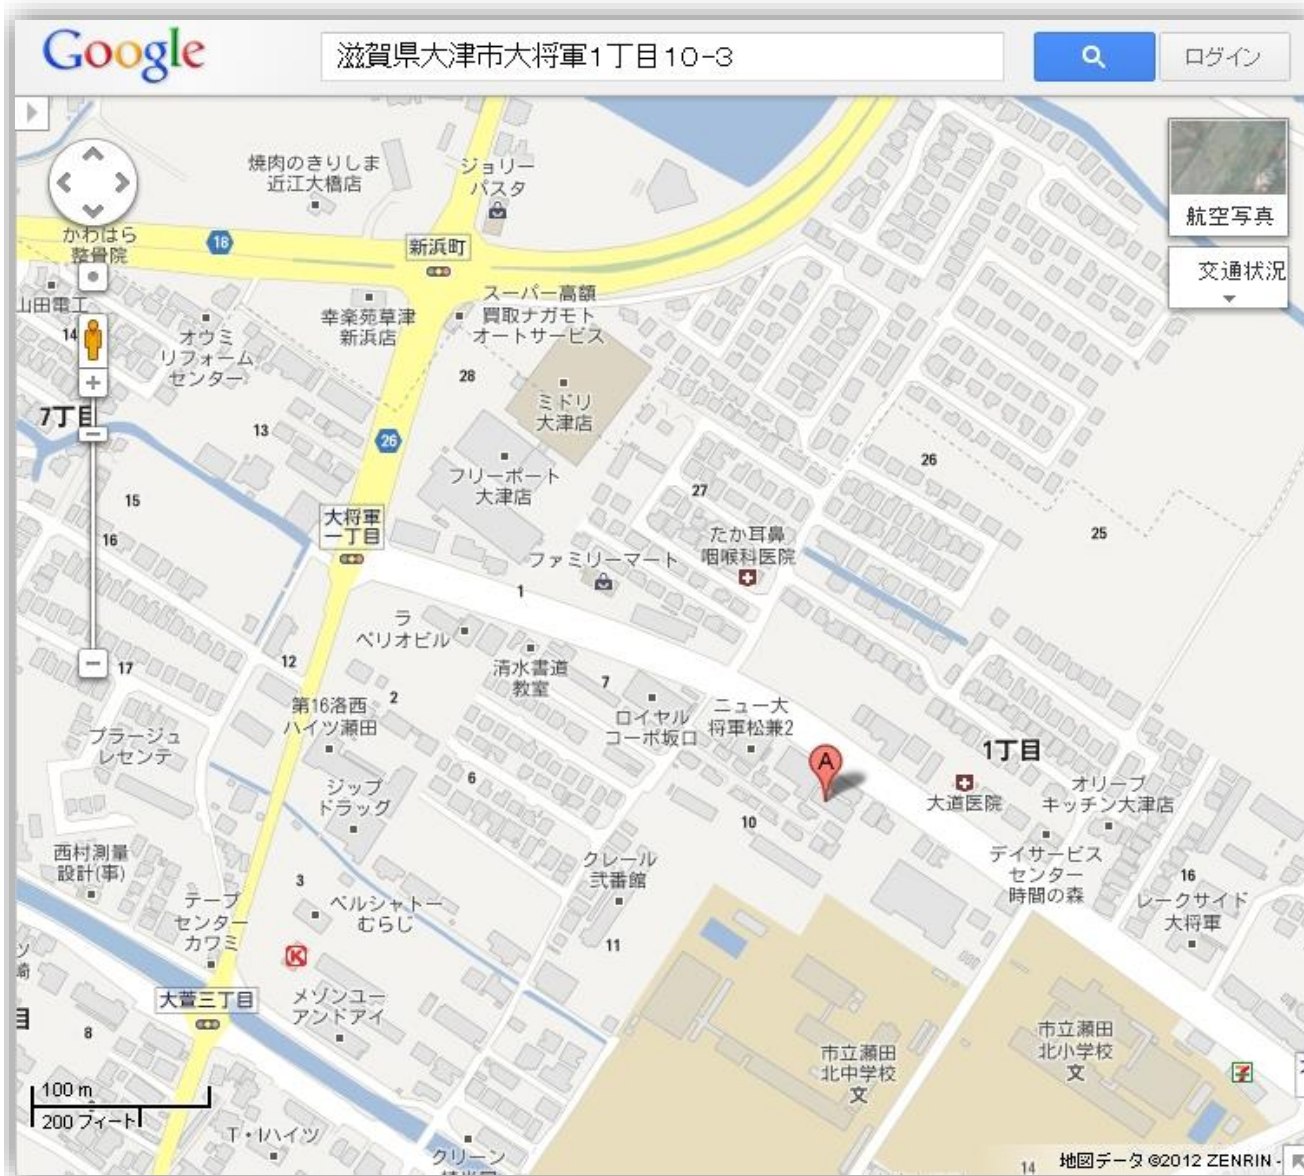 Google
滋賀県大津市大将軍1丁目10-3
ログイン
焼肉のきりしま
近江大橋店
ジョリー
パスタ
航空写真
かわはら
整骨院
18
新浜町
交通状況
山田電工
14
オウミ
リフォーム
センター
幸楽苑草津
新浜店
スーパー高額
買取ナガモト
オートサービス
28
ミドリ
大津店
7丁目
13
26
フリーポート
大津店
26
27
15
16
大将軍
一丁目
たか耳鼻
咽喉科医院
25
ファミリーマート
1
ラ
ベリオビル
清水書道
教室
7
17
12
2
第16洛西
ハイツ瀬田
ロイヤル
コーポ坂口
ニュー大
将軍松兼2
プラージュ
レセンテ
A
1丁目
ジップ
ドラッグ
6
10
大道医院
オリーブ
キッチン大津店
西村測量
設計(事)
クレール
弐番館
デイサービス
センター
時間の森
16
レークサイド
大将軍
3
ベルシャトー
むらじ
テープ
センター
カワミ
11
K
大萱三丁目
メゾンユー
アンドアイ
8
市立瀬田
北中学校
文
市立瀬田
北小学校
文
100 m
200 フィート
T・Iハイツ
クリーン
14
地図データ ©2012 ZENRIN -